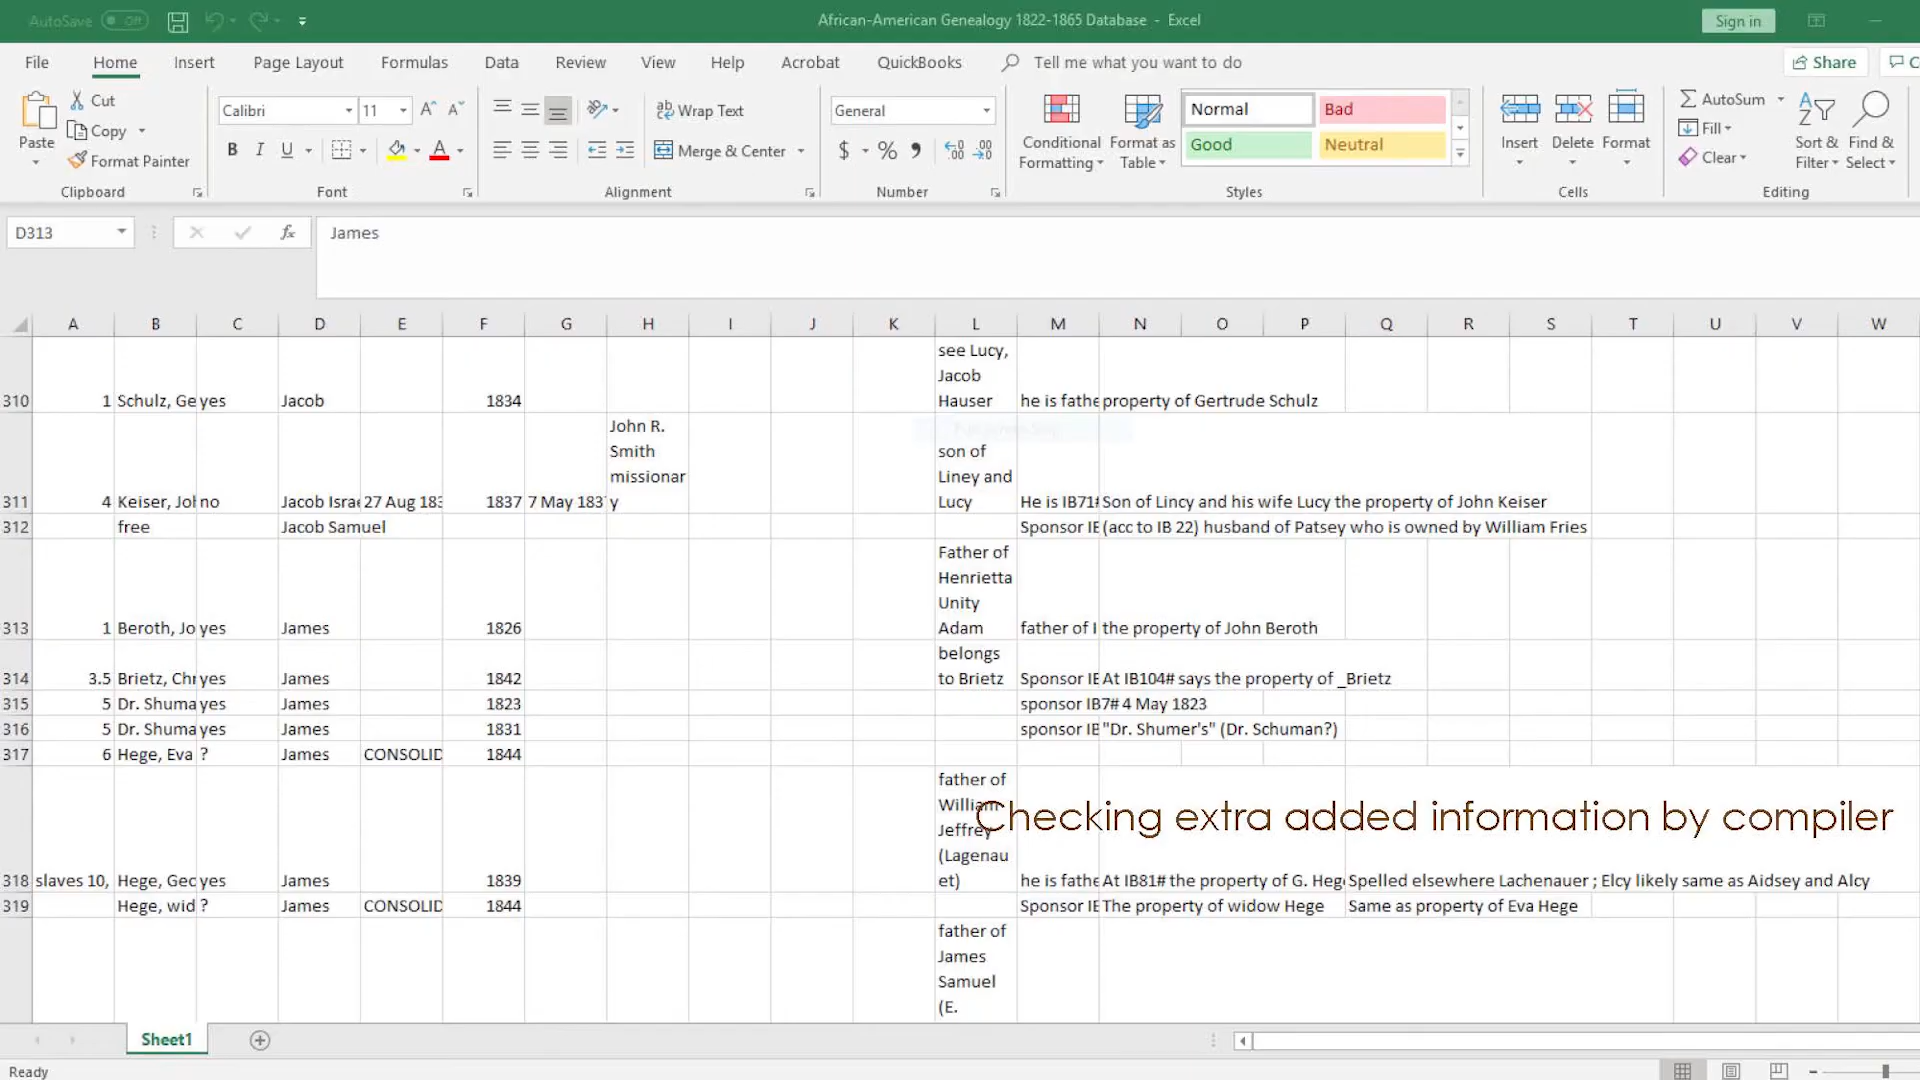 AutoSave Off African-American Genealogy 1822-1865 Database - Excel Sign in
File Home Insert Page Layout Formulas Data Review View Help Acrobat QuickBooks Tell me what you want to do Share C
Paste Cut Copy Format Painter
Calibri 11 B I U A
Wrap Text Merge & Center
General $ % ,
Conditional Formatting Format as Table
Normal Bad
Good Neutral
Insert Delete Format
AutoSum Fill Clear Sort & Filter Find & Select
Clipboard Font Alignment Number Styles Cells Editing
D313 fx James
A B C D E F G H I J K L M N O P Q R S T U V W
see Lucy,
Jacob
310 1 Schulz, Ge yes Jacob 1834 Hauser he is fathe property of Gertrude Schulz
John R.
Smith son of
missionar Liney and
311 4 Keiser, Joh no Jacob Israe 27 Aug 183 1837 7 May 183 y Lucy He is IB71# Son of Lincy and his wife Lucy the property of John Keiser
312 free Jacob Samuel Sponsor IB (acc to IB 22) husband of Patsey who is owned by William Fries
Father of
Henrietta
Unity
313 1 Beroth, Jo yes James 1826 Adam father of I the property of John Beroth
belongs
314 3.5 Brietz, Chr yes James 1842 to Brietz Sponsor IB At IB104# says the property of _Brietz
315 5 Dr. Shuma yes James 1823 sponsor IB7# 4 May 1823
316 5 Dr. Shuma yes James 1831 sponsor IB "Dr. Shumer's" (Dr. Schuman?)
317 6 Hege, Eva ? James CONSOLID 1844
father of
William
Jeffrey
Checking extra added information by compiler
(Lagenau
318 slaves 10, Hege, Geo yes James 1839 et) he is fathe At IB81# the property of G. Heg Spelled elsewhere Lachenauer ; Elcy likely same as Aidsey and Alcy
319 Hege, wid ? James CONSOLID 1844 Sponsor IB The property of widow Hege Same as property of Eva Hege
father of
James
Samuel
(E.
Sheet1
Ready